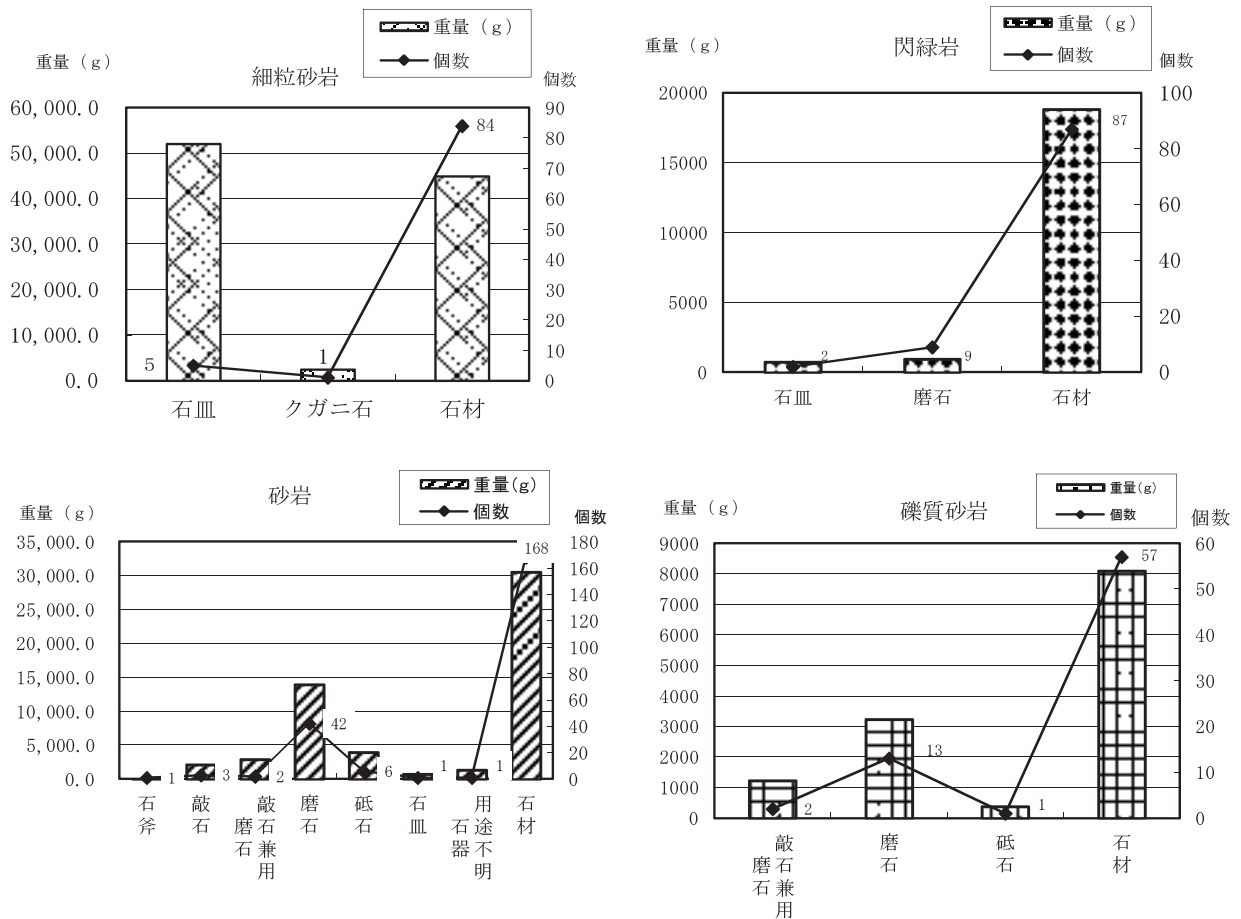 重量（g）
個数
重量（g）
細粒砂岩
個数
60,000.0
50,000.0
40,000.0
30,000.0
20,000.0
10,000.0
0.0
90
80
70
60
50
40
30
20
10
0
5
1
84
石皿
クガニ石
石材
重量（g）
個数
重量（g）
閃緑岩
個数
20000
15000
10000
5000
0
100
80
60
40
20
0
2
9
87
石皿
磨石
石材
重量(g)
個数
重量（g）
砂岩
個数
35,000.0
30,000.0
25,000.0
20,000.0
15,000.0
10,000.0
5,000.0
0.0
180
160
140
120
100
80
60
40
20
0
1
3
2
42
6
1
1
168
石斧
敲石
敲石兼用
磨石
磨石
砥石
石皿
用途不明
石器
石材
重量(g)
個数
重量（g）
礫質砂岩
個数
9000
8000
7000
6000
5000
4000
3000
2000
1000
0
60
50
40
30
20
10
0
2
13
1
57
敲石兼用
磨石
磨石
砥石
石材